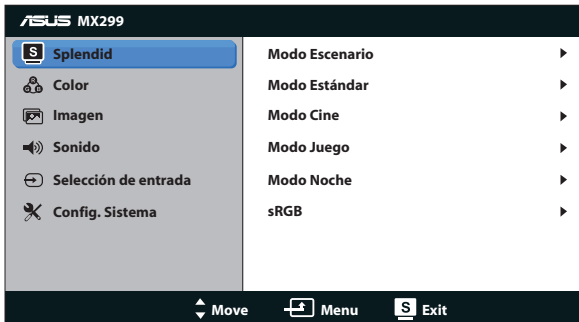 ASUS MX299
S Splendid
Color
Imagen
Sonido
Selección de entrada
Config. Sistema
Modo Escenario
Modo Estándar
Modo Cine
Modo Juego
Modo Noche
sRGB
Move Menu S Exit